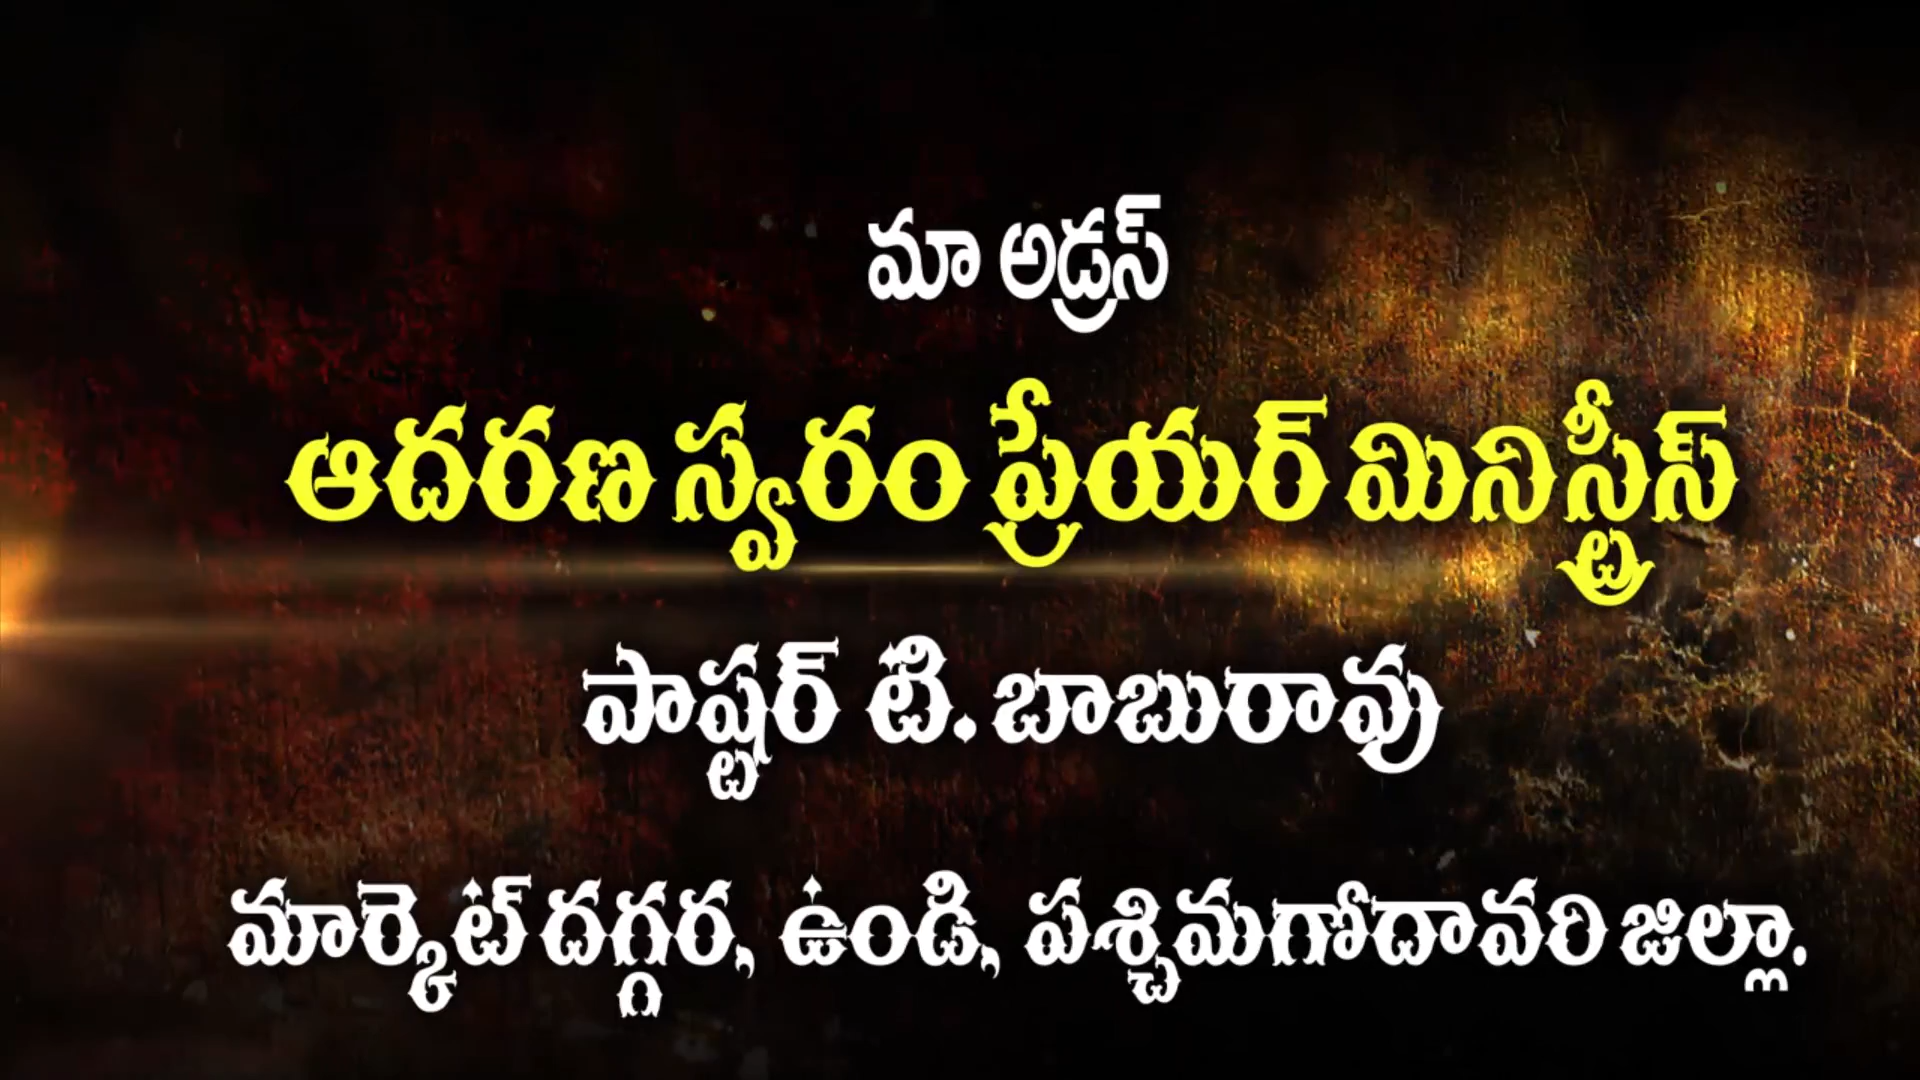 మా అడ్రస్
ఆదరణ స్వరం ప్రేయర్ మినిస్ట్రీస్
పాష్టర్ టి. బాబురావు
మార్కెట్ దగ్గర, ఉండి, పశ్చిమగోదావరి జిల్లా.